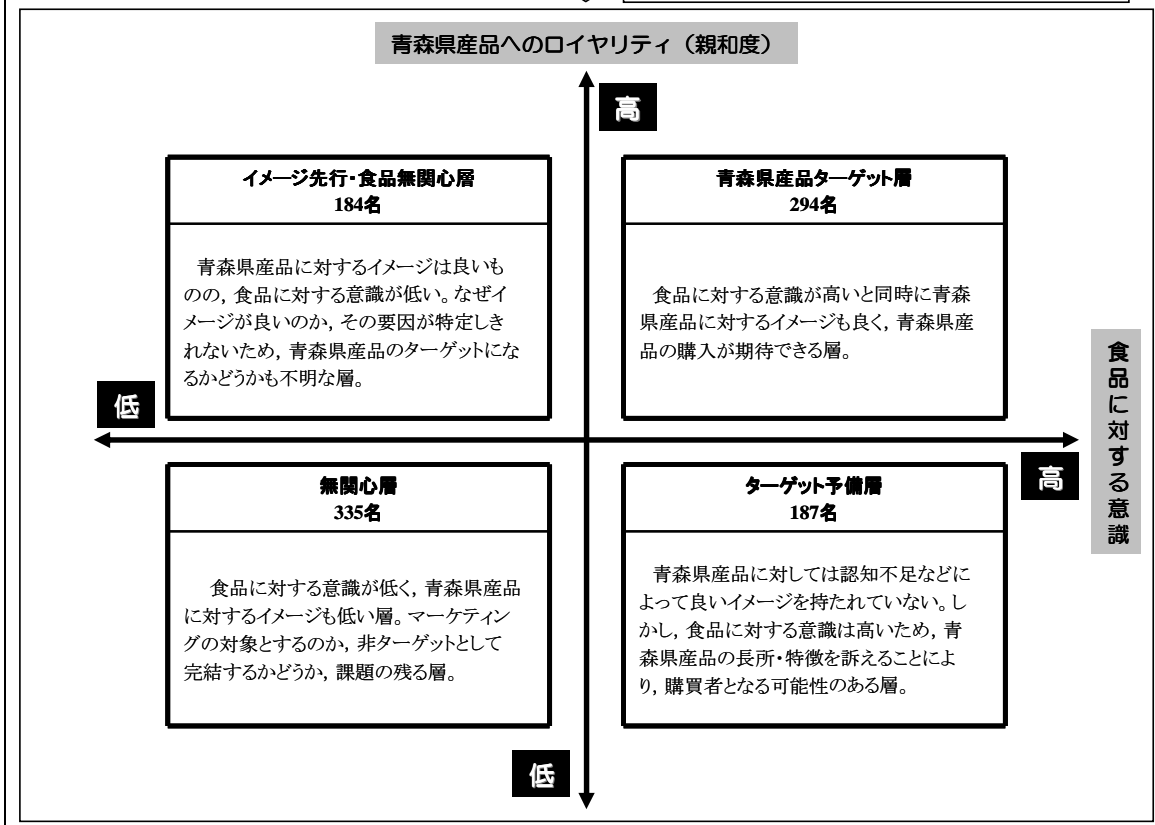 青森県産品へのロイヤリティ（親和度）
高
イメージ先行・食品無関心層
184名
青森県産品に対するイメージは良いも
のの，食品に対する意識が低い。なぜイ
メージが良いのか，その要因が特定しき
れないため，青森県産品のターゲットにな
るかどうかも不明な層。
青森県産品ターゲット層
294名
食品に対する意識が高いと同時に青森
県産品に対するイメージも良く，青森県産
品の購入が期待できる層。
低
高
食品に対する意識
無関心層
335名
食品に対する意識が低く，青森県産品
に対するイメージも低い層。マーケティン
グの対象とするのか，非ターゲットとして
完結するかどうか，課題の残る層。
ターゲット予備層
187名
青森県産品に対しては認知不足などに
よって良いイメージを持たれていない。し
かし，食品に対する意識は高いため，青
森県産品の長所・特徴を訴えることによ
り，購買者となる可能性のある層。
低